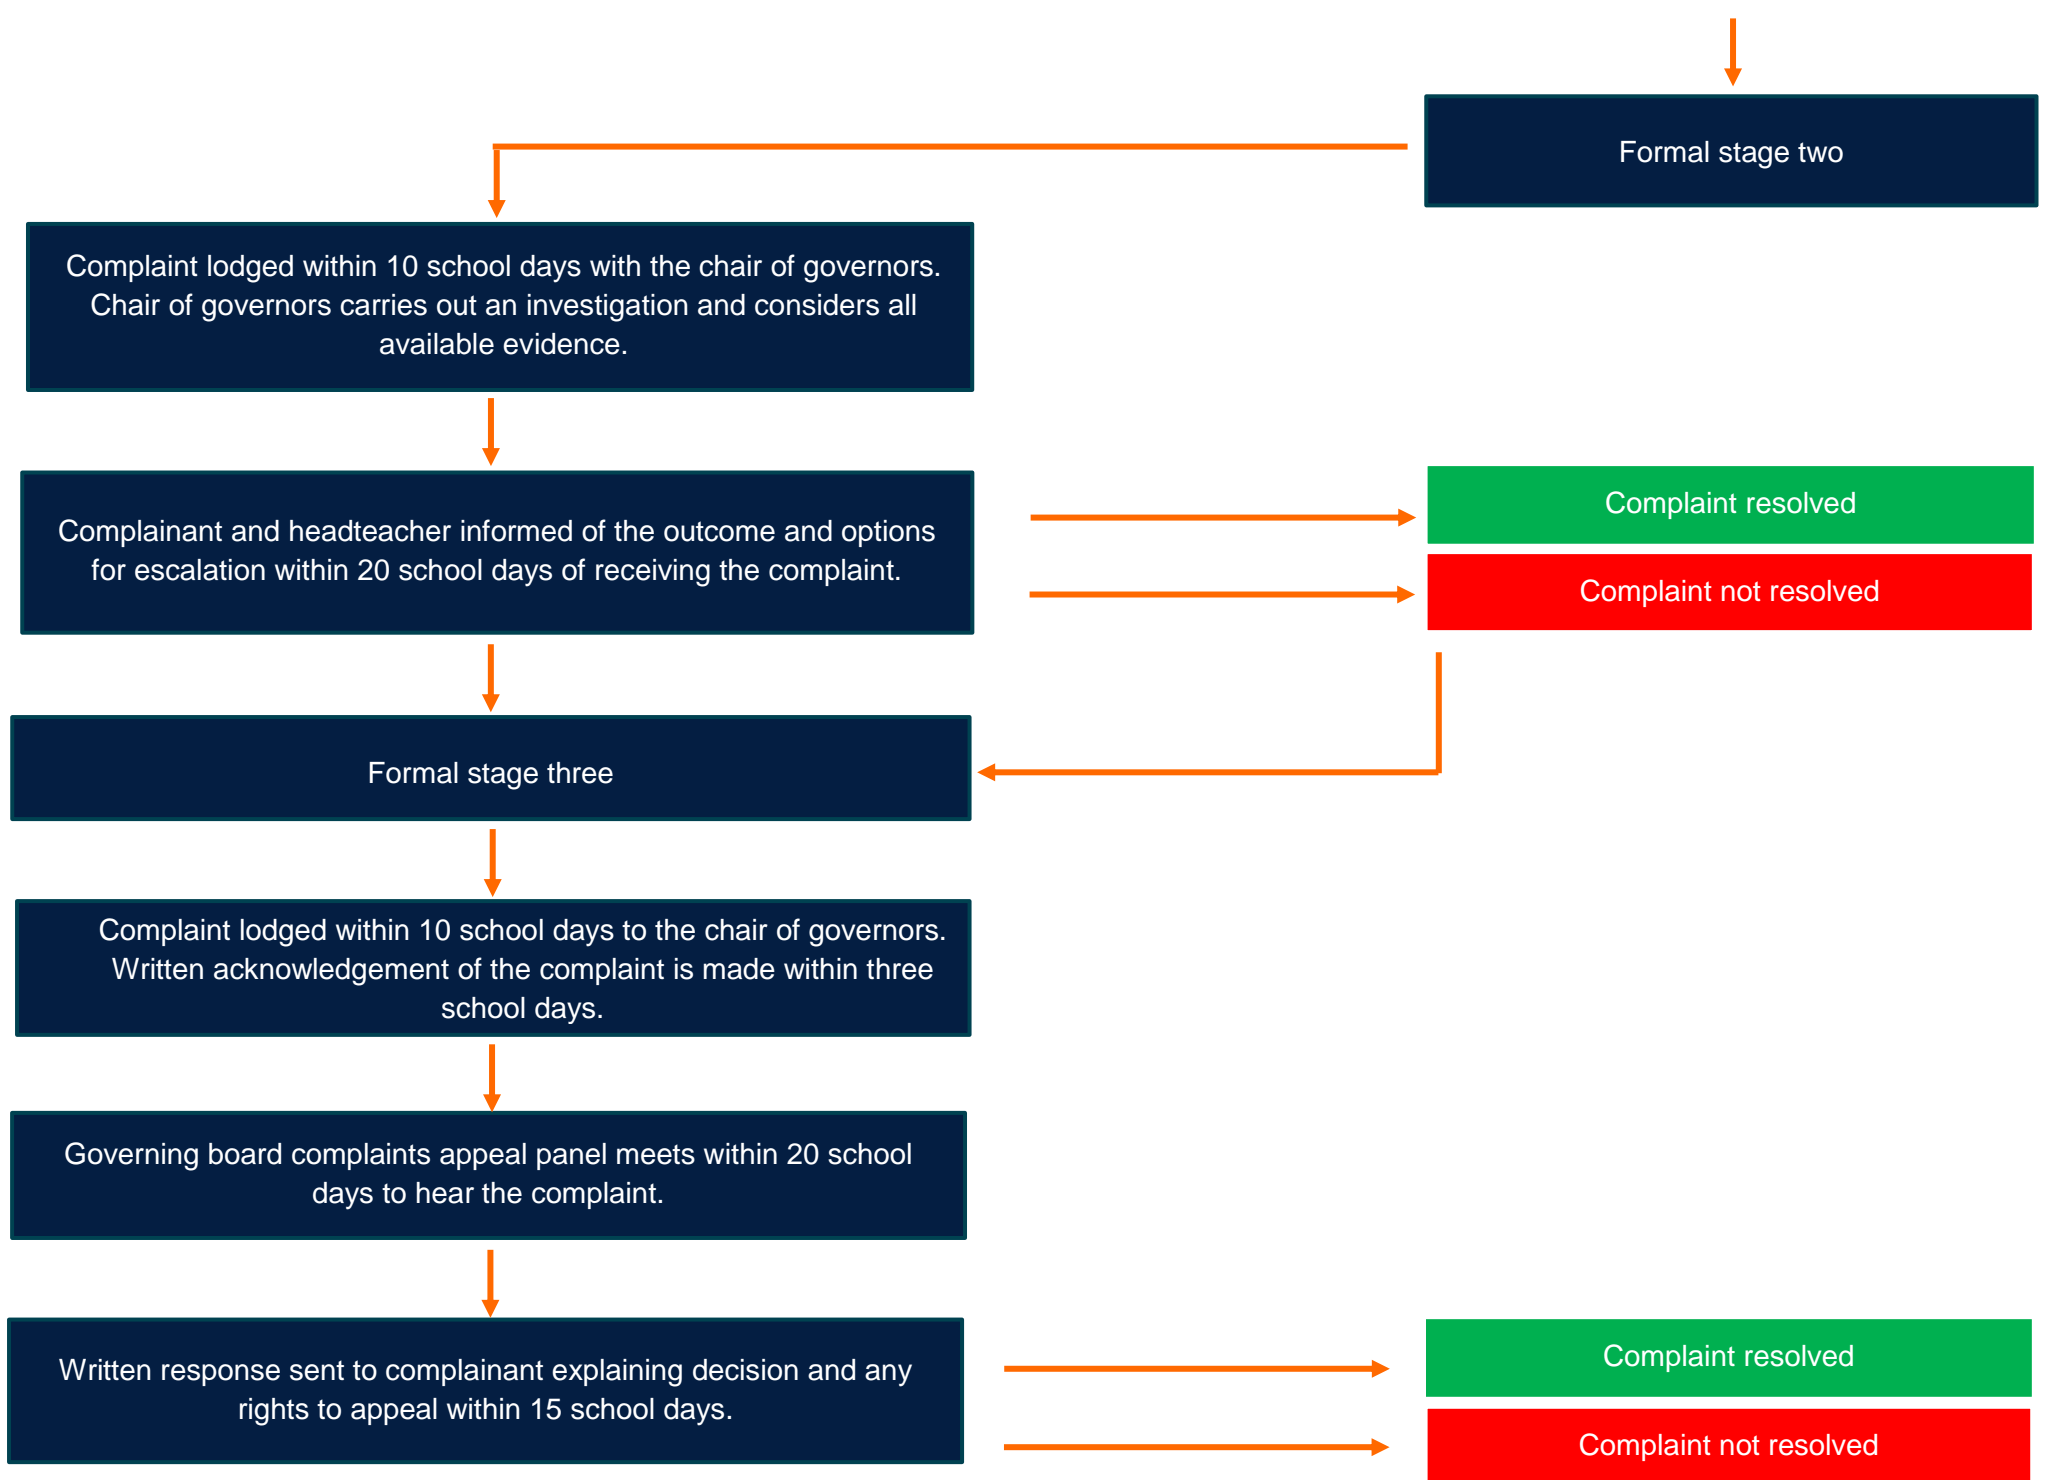 Formal stage two
Complaint lodged within 10 school days with the chair of governors.
Chair of governors carries out an investigation and considers all
available evidence.
Complainant and headteacher informed of the outcome and options
for escalation within 20 school days of receiving the complaint.
Complaint resolved
Complaint not resolved
Formal stage three
Complaint lodged within 10 school days to the chair of governors.
Written acknowledgement of the complaint is made within three
school days.
Governing board complaints appeal panel meets within 20 school
days to hear the complaint.
Written response sent to complainant explaining decision and any
rights to appeal within 15 school days.
Complaint resolved
Complaint not resolved